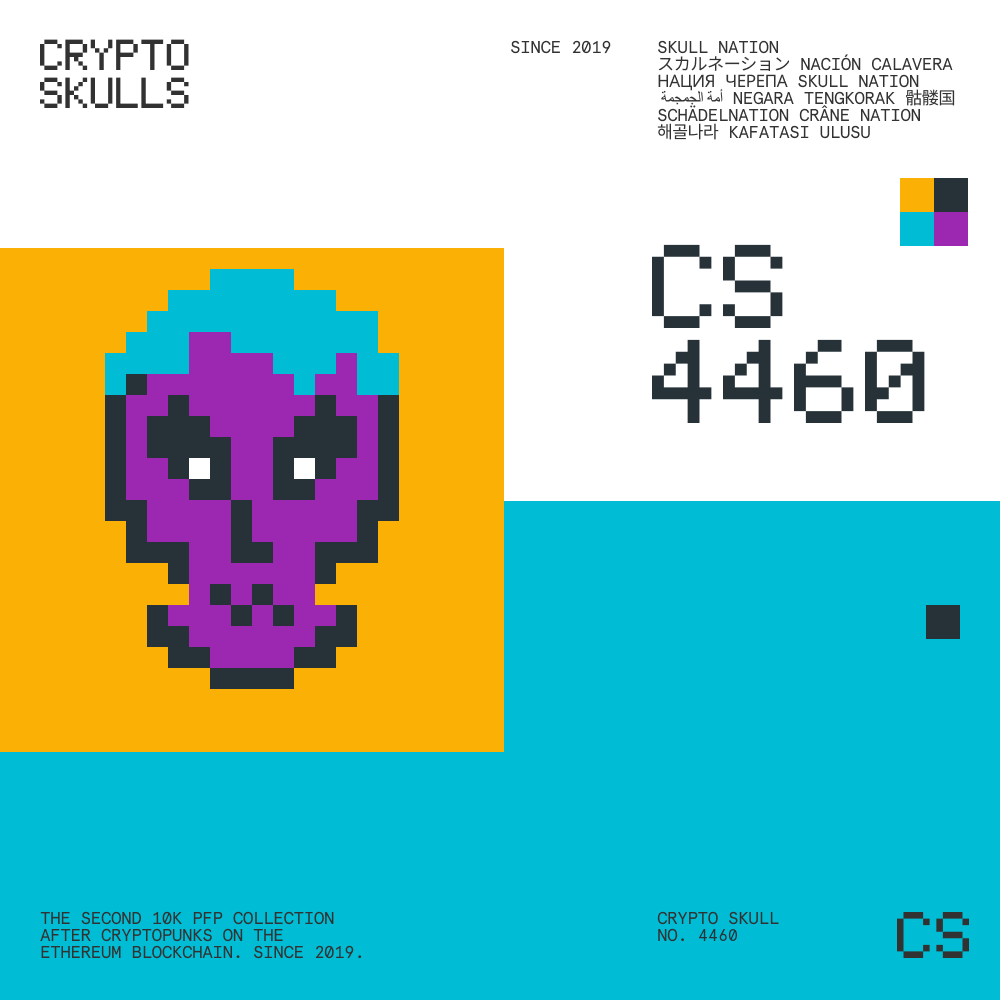 CRYPTO
SKULLS
SINCE 2019
SKULL NATION
スカルネーション NACIÓN CALAVERA
НАЦИЯ ЧЕРЕПА SKULL NATION
أمة الجمجمة NEGARA TENGKORAK 骷髅国
SCHÄDELNATION CRÂNE NATION
해골나라 KAFATASI ULUSU
CS
4460
THE SECOND 10K PFP COLLECTION
AFTER CRYPTOPUNKS ON THE
ETHEREUM BLOCKCHAIN. SINCE 2019.
CRYPTO SKULL
NO. 4460
CS